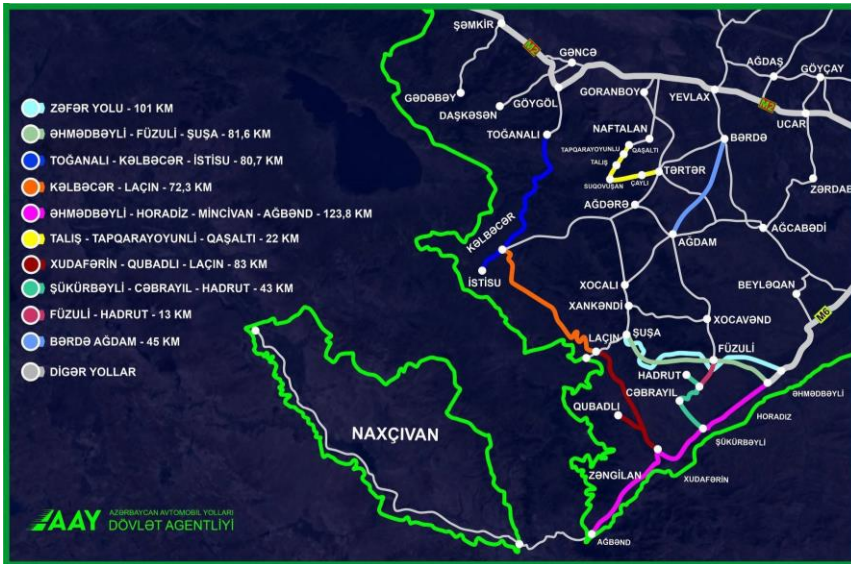 ŞƏMKİR
M2
GƏNCƏ
AĞDAŞ
GÖYÇAY
GƏDƏBƏY
GORANBOY
YEVLAX
M2
GÖYGÖL
DAŞKƏSƏN
UCAR
ZƏFƏR YOLU - 101 KM
ƏHMƏDBƏYLİ - FÜZULİ - ŞUŞA - 81,6 KM
TOĞANALI - KƏLBƏCƏR - İSTİSU - 80,7 KM
KƏLBƏCƏR - LAÇIN - 72,3 KM
ƏHMƏDBƏYLİ - HORADİZ - MİNCİVAN - AĞBƏND - 123,8 KM
TALIŞ - TAPQARAYOYUNLİ - QAŞALTI - 22 KM
XUDAFƏRİN - QUBADLI - LAÇIN - 83 KM
ŞÜKÜRBƏYLİ - CƏBRAYIL - HADRUT - 43 KM
FÜZULİ - HADRUT - 13 KM
BƏRDƏ AĞDAM - 45 KM
DİGƏR YOLLAR
TOĞANALI
NAFTALAN
BƏRDƏ
TAPQARAYOYUNLU
QAŞALTI
TALIŞ
SUQOVUŞAN
ÇAYLI
TƏRTƏR
ZƏRDAB
AĞDƏRƏ
KƏLBƏCƏR
AĞDAM
AĞCABƏDİ
İSTİSU
XOCALI
BEYLƏQAN
XANKƏNDİ
XOCAVƏND
M6
LAÇIN
ŞUŞA
FÜZULİ
HADRUT
CƏBRAYIL
ƏHMƏDBƏYLİ
QUBADLI
HORADIZ
NAXÇIVAN
ŞÜKÜRBƏYLİ
ZƏNGİLAN
XUDAFƏRİN
AĞBƏND
AAY
AZƏRBAYCAN AVTOMOBİL YOLLARI
DÖVLƏT AGENTLİYİ